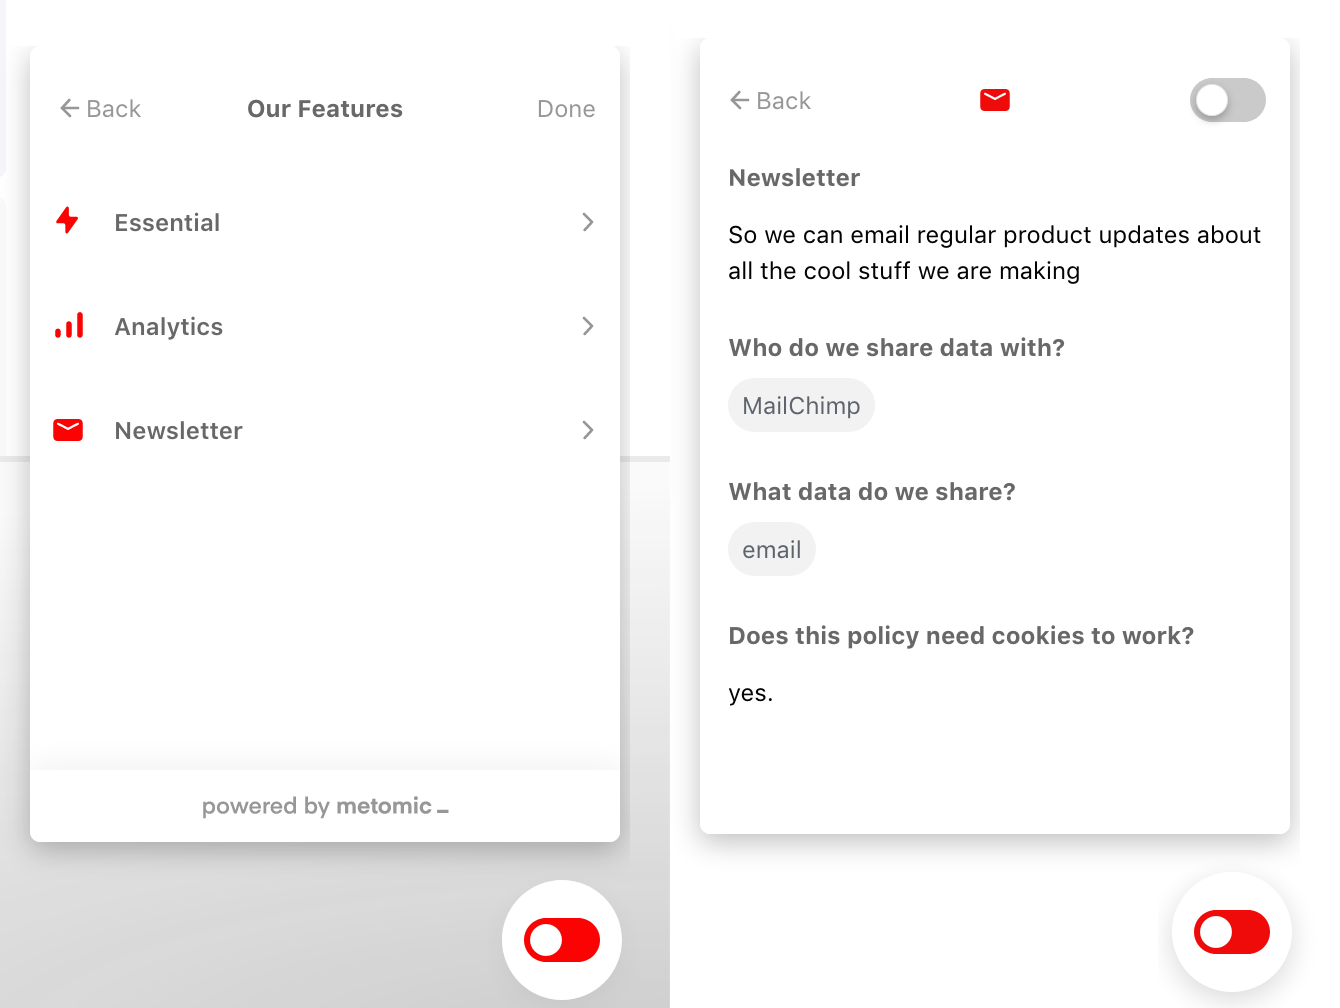 Back
Our Features
Done
Essential
Analytics
Newsletter
powered by metomic
Back
Newsletter
So we can email regular product updates about
all the cool stuff we are making
Who do we share data with?
MailChimp
What data do we share?
email
Does this policy need cookies to work?
yes.